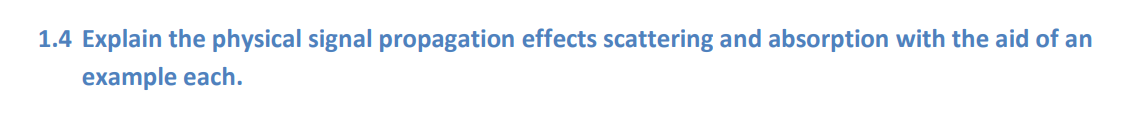 1.4 Explain the physical signal propagation effects scattering and absorption with the aid of an
example each.